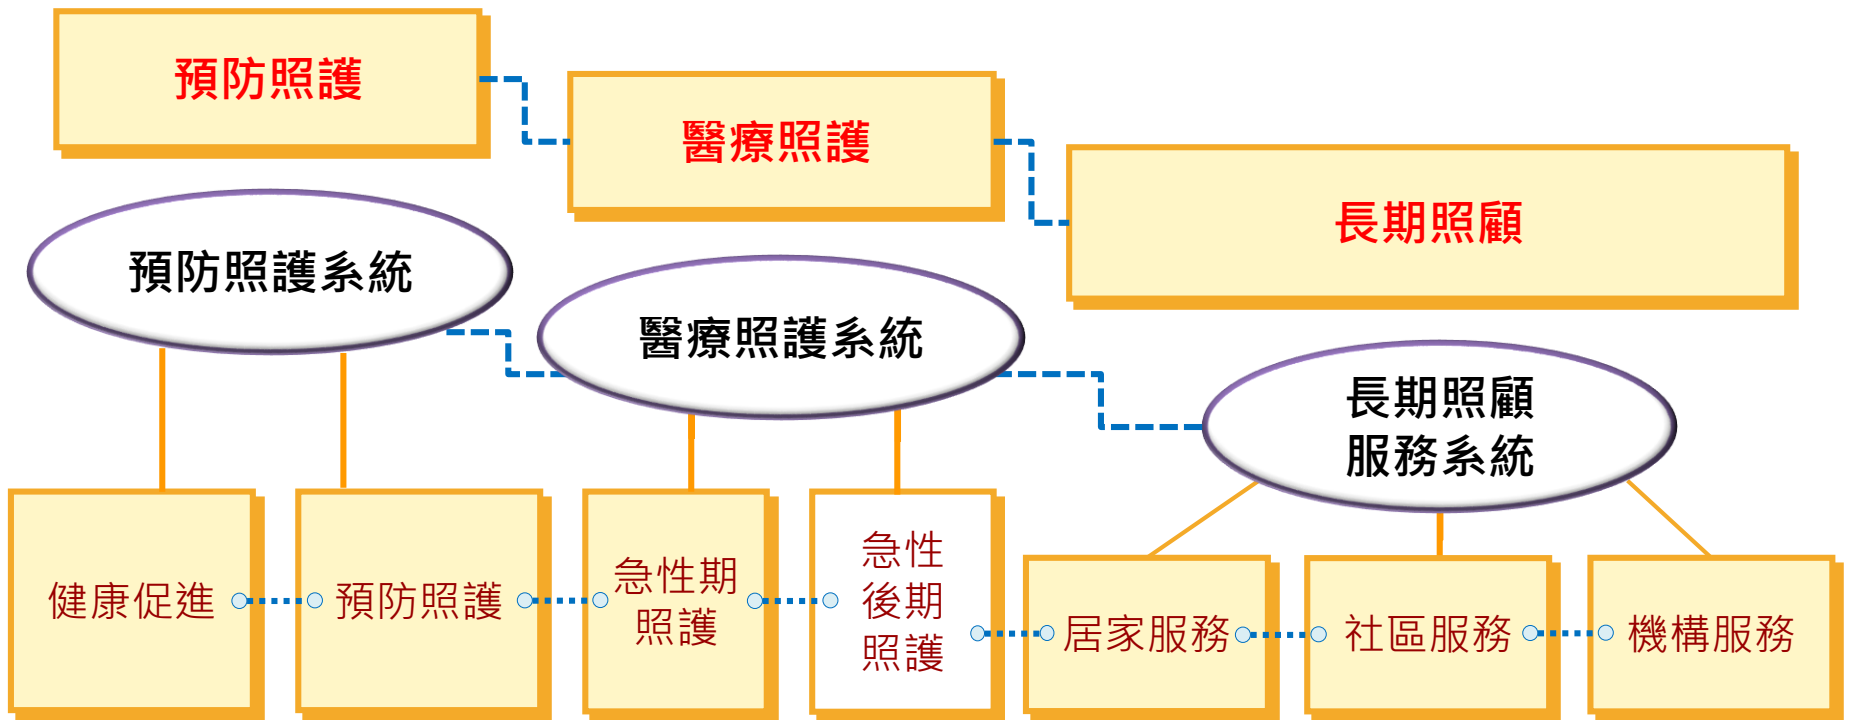 預防照護
醫療照護
長期照顧
預防照護系統
醫療照護系統
長期照顧
服務系統
健康促進
預防照護
急性期
照護
急性
後期
照護
居家服務
社區服務
機構服務